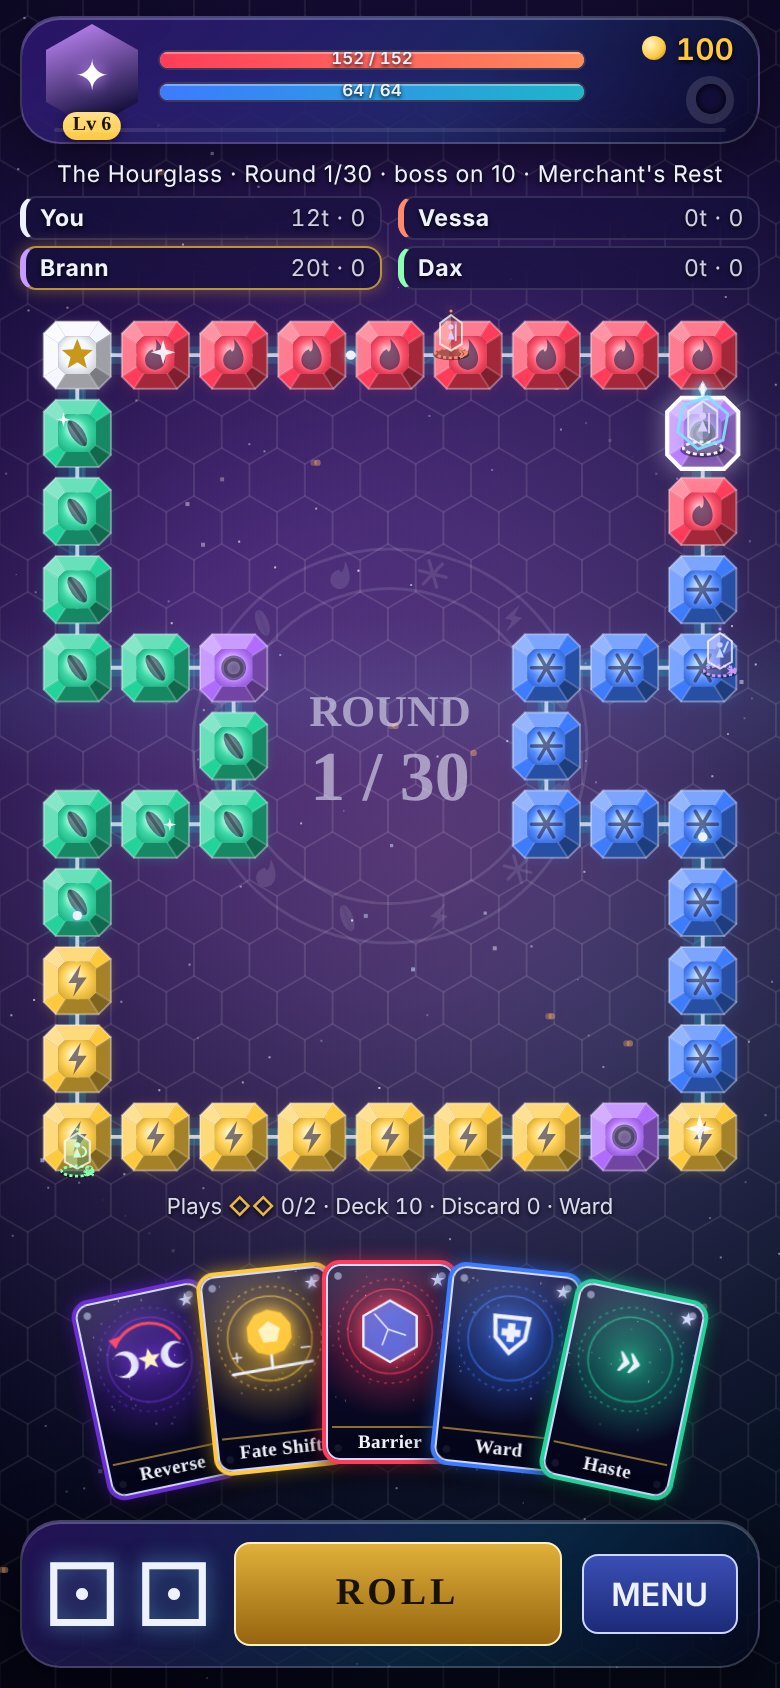 152 / 152
100
64 / 64
Lv 6
The Hourglass · Round 1/30 · boss on 10 · Merchant's Rest
You 12t · 0
Vessa 0t · 0
Brann 20t · 0
Dax 0t · 0
ROUND
1 / 30
Plays 0/2 · Deck 10 · Discard 0 · Ward
Reverse
Fate Shift
Barrier
Ward
Haste
ROLL
MENU